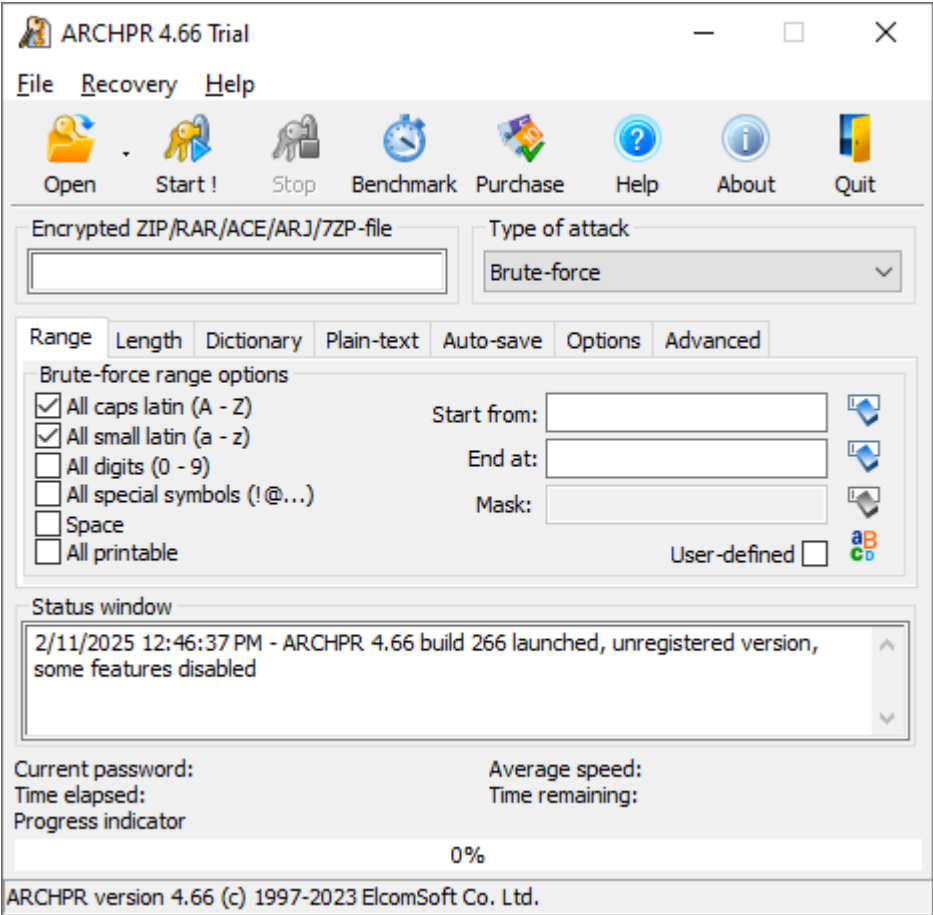 ARCHPR 4.66 Trial
File Recovery Help
Open Start ! Stop Benchmark Purchase Help About Quit
Encrypted ZIP/RAR/ACE/ARJ/7ZP-file
Type of attack
Brute-force
Range Length Dictionary Plain-text Auto-save Options Advanced
Brute-force range options
All caps latin (A - Z)
All small latin (a - z)
All digits (0 - 9)
All special symbols (!@...)
Space
All printable
Start from:
End at:
Mask:
User-defined
Status window
2/11/2025 12:46:37 PM - ARCHPR 4.66 build 266 launched, unregistered version,
some features disabled
Current password:
Average speed:
Time elapsed:
Time remaining:
Progress indicator
0%
ARCHPR version 4.66 (c) 1997-2023 ElcomSoft Co. Ltd.